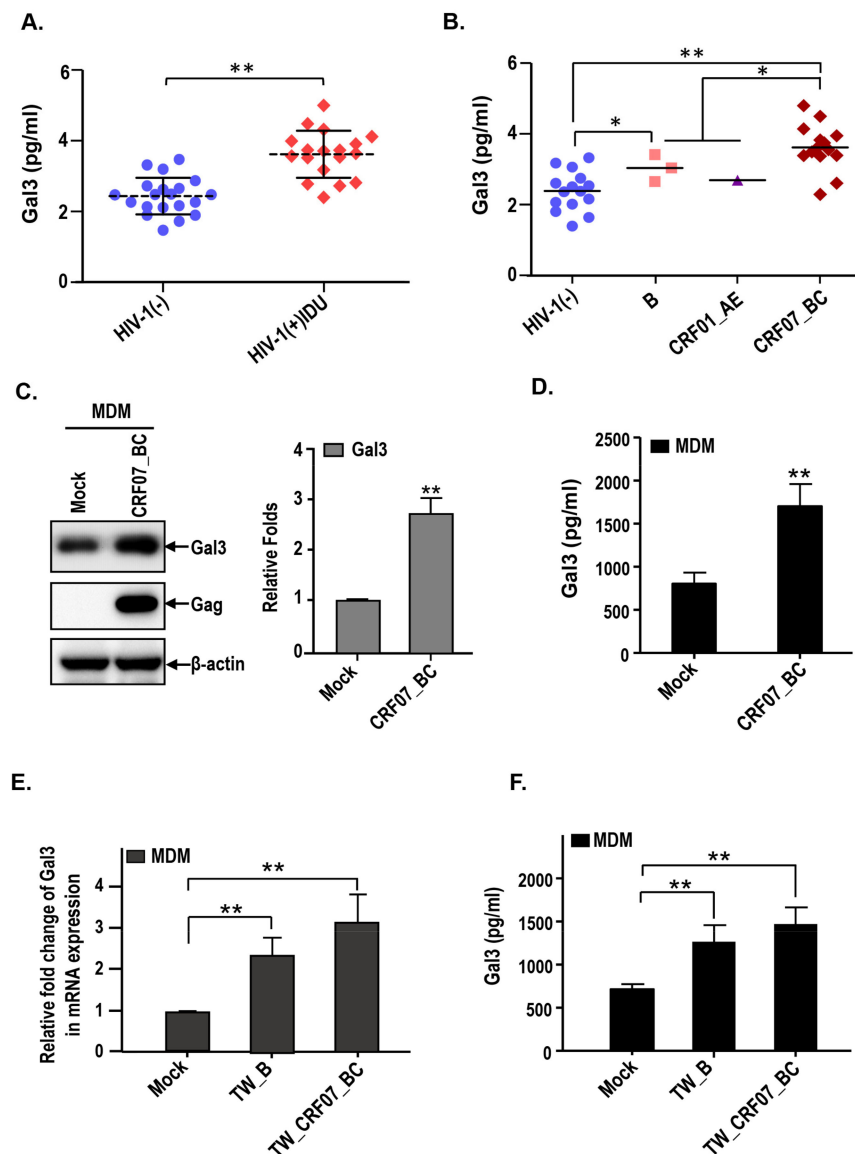 A.
**
6
4
2
0
Gal3 (pg/ml)
HIV-1(-)
HIV-1(+)IDU
B.
**
*
*
6
4
2
0
Gal3 (pg/ml)
HIV-1(-)
B
CRF01_AE
CRF07_BC
C.
MDM
Mock
CRF07_BC
Gal3
Gag
β-actin
Gal3
4
3
2
1
0
Relative Folds
**
Mock
CRF07_BC
D.
2500
2000
1500
1000
500
0
Gal3 (pg/ml)
MDM
**
Mock
CRF07_BC
E.
MDM
**
**
4
3
2
1
0
Relative fold change of Gal3
in mRNA expression
Mock
TW_B
TW_CRF07_BC
F.
MDM
**
**
2000
1500
1000
500
0
Gal3 (pg/ml)
Mock
TW_B
TW_CRF07_BC